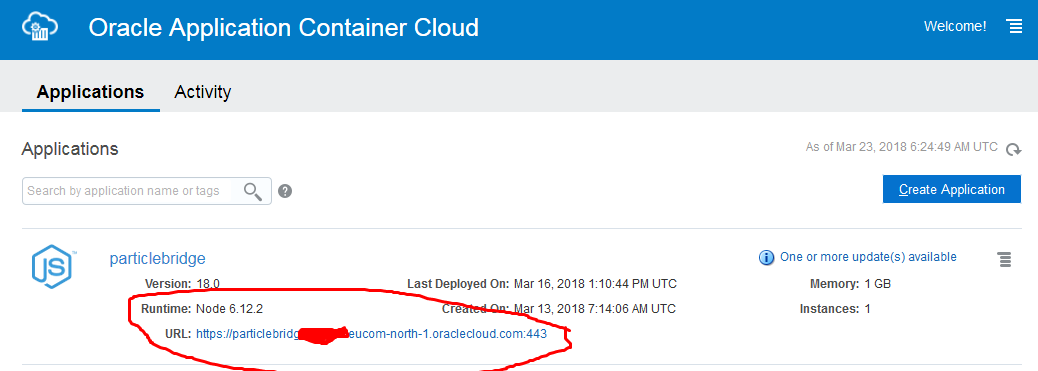 Oracle Application Container Cloud Welcome!
Applications Activity
Applications As of Mar 23, 2018 6:24:49 AM UTC
Search by application name or tags Create Application
JS particlebridge One or more update(s) available
Version: 18.0 Last Deployed On: Mar 16, 2018 1:10:44 PM UTC Memory: 1 GB
Runtime: Node 6.12.2 Created On: Mar 13, 2018 7:14:06 AM UTC Instances: 1
URL: https://particlebridg eucom-north-1.oraclecloud.com:443